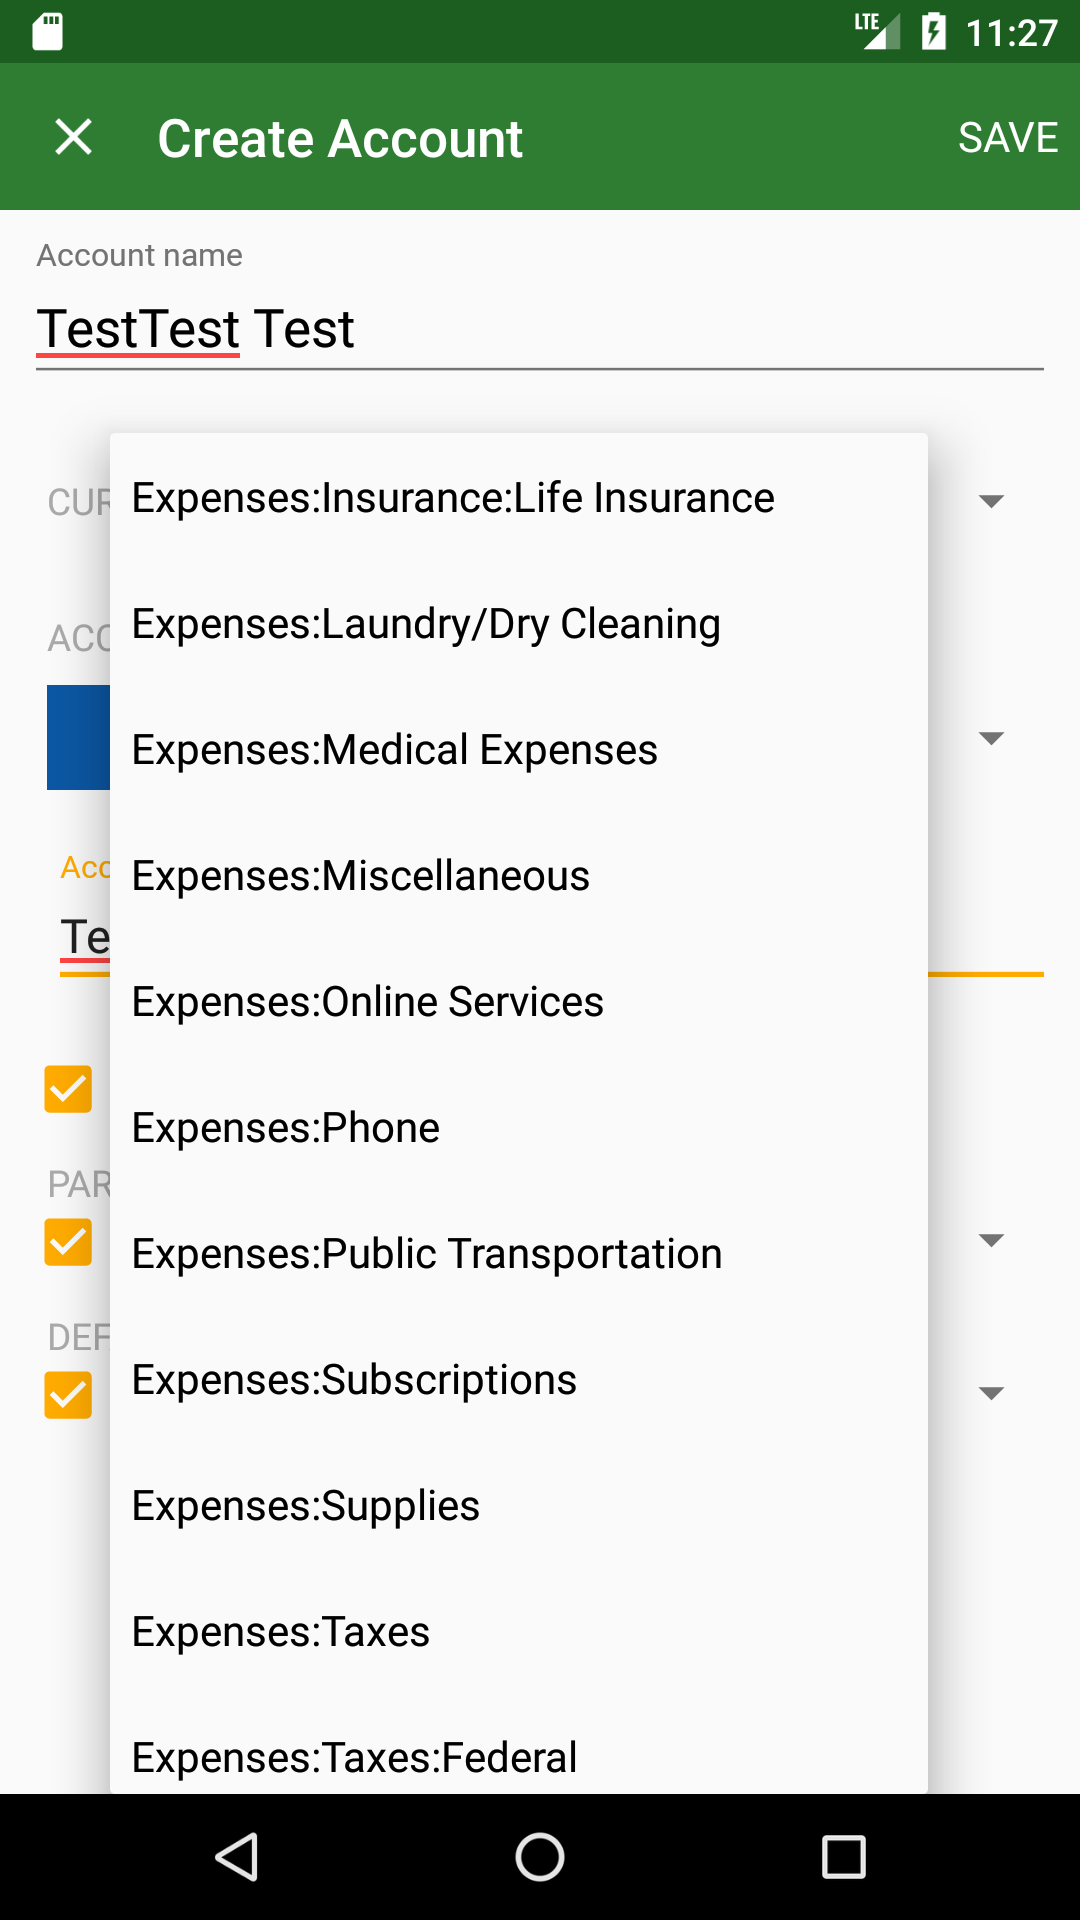 LTE 11:27
Create Account SAVE
Account name
TestTest Test
CUR
Expenses:Insurance:Life Insurance
Expenses:Laundry/Dry Cleaning
ACC
Expenses:Medical Expenses
Expenses:Miscellaneous
Acc
Te
Expenses:Online Services
Expenses:Phone
PAR
Expenses:Public Transportation
DEF
Expenses:Subscriptions
Expenses:Supplies
Expenses:Taxes
Expenses:Taxes:Federal